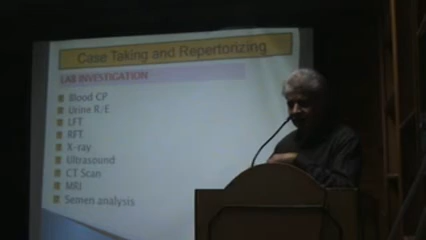 Case Taking and Repertorizing
LAB INVESTIGATION
Blood CP
Urine R/E
LFT
RFT
X-ray
Ultrasound
CT Scan
MRI
Semen analysis